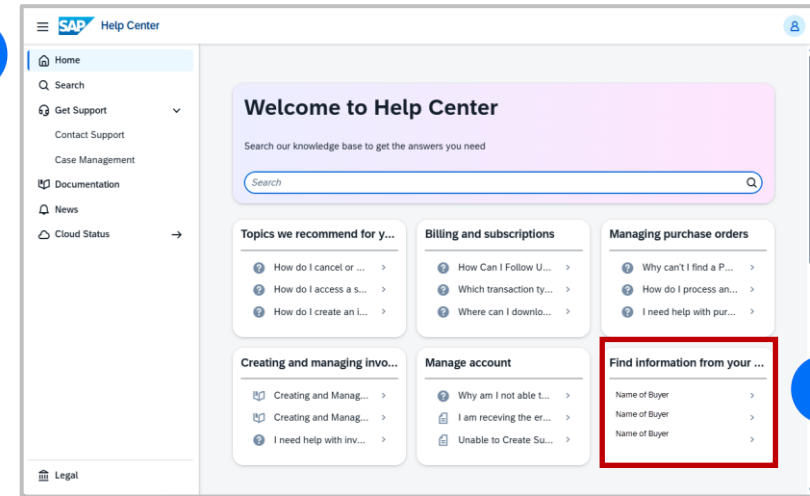 SAP Help Center
Home
Search
Get Support
Contact Support
Case Management
Documentation
News
Cloud Status
Legal
Welcome to Help Center
Search our knowledge base to get the answers you need
Search
Topics we recommend for y...
How do I cancel or ...
How do I access a s...
How do I create an i...
Billing and subscriptions
How Can I Follow U...
Which transaction ty...
Where can I downlo...
Managing purchase orders
Why can't I find a P...
How do I process an...
I need help with pur...
Creating and managing invo...
Creating and Manag...
Creating and Manag...
I need help with inv...
Manage account
Why am I not able t...
I am receving the er...
Unable to Create Su...
Find information from your ...
Name of Buyer
Name of Buyer
Name of Buyer